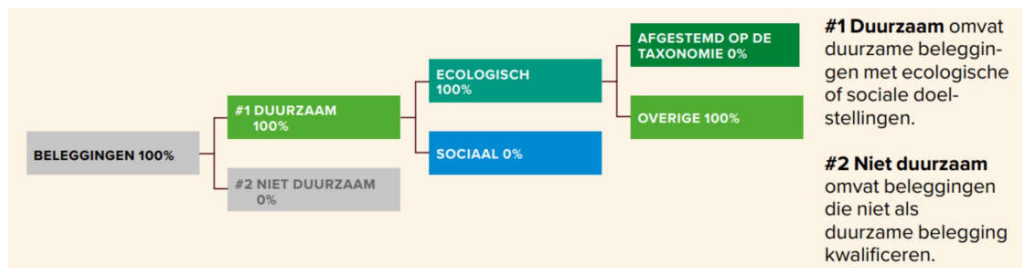 BELEGGINGEN 100%
#1 DUURZAAM
100%
#2 NIET DUURZAAM
0%
ECOLOGISCH
100%
SOCIAAL 0%
AFGESTEMD OP DE
TAXONOMIE 0%
OVERIGE 100%
#1 Duurzaam omvat
duurzame beleggin-
gen met ecologische
of sociale doel-
stellingen.
#2 Niet duurzaam
omvat beleggingen
die niet als
duurzame belegging
kwalificeren.